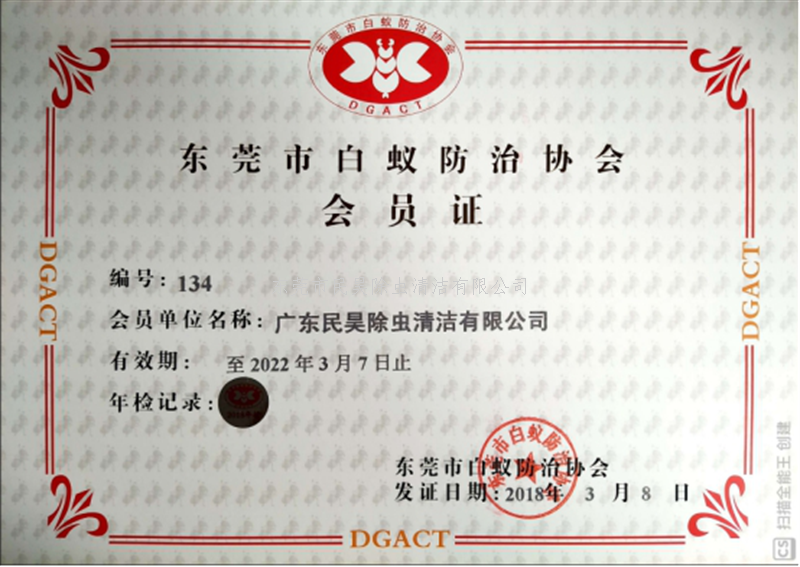 东莞市白蚁防治协会
DGACT
东莞市白蚁防治协会
会员证
编号：134
会员单位名称：广东民昊除虫清洁有限公司
有效期：至2022年3月7日止
年检记录：
东莞市白蚁防治协会
发证日期：2018年3月8日
DGACT
DGACT
DGACT
CS 扫描全能王 创建